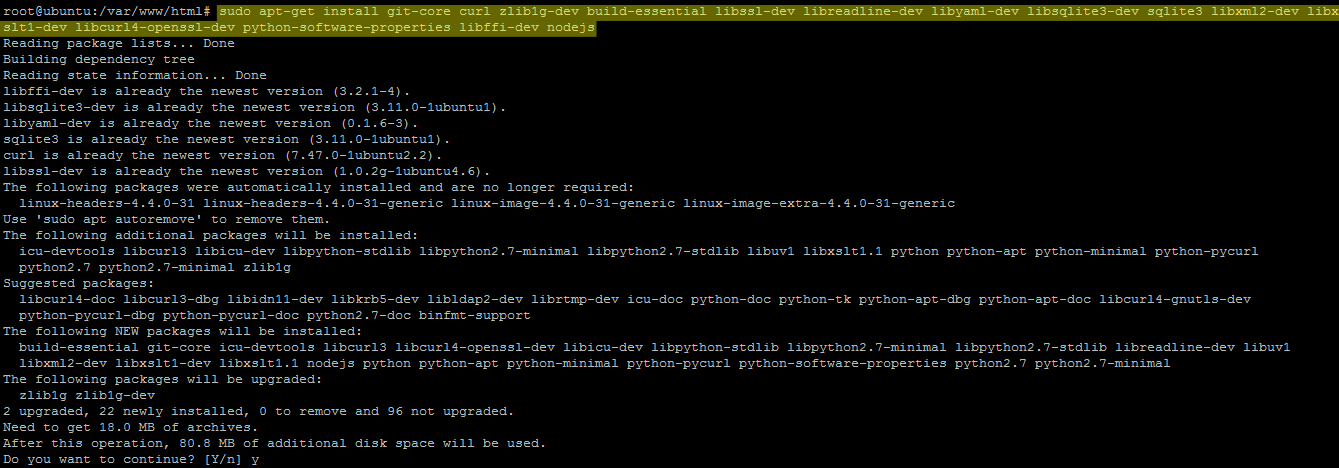 root@ubuntu:/var/www/html# sudo apt-get install git-core curl zlib1g-dev build-essential libssl-dev libreadline-dev libyaml-dev libsqlite3-dev sqlite3 libxml2-dev libx
slt1-dev libcurl4-openssl-dev python-software-properties libffi-dev nodejs
Reading package lists... Done
Building dependency tree
Reading state information... Done
libffi-dev is already the newest version (3.2.1-4).
libsqlite3-dev is already the newest version (3.11.0-1ubuntu1).
libyaml-dev is already the newest version (0.1.6-3).
sqlite3 is already the newest version (3.11.0-1ubuntu1).
curl is already the newest version (7.47.0-1ubuntu2.2).
libssl-dev is already the newest version (1.0.2g-1ubuntu4.6).
The following packages were automatically installed and are no longer required:
  linux-headers-4.4.0-31 linux-headers-4.4.0-31-generic linux-image-4.4.0-31-generic linux-image-extra-4.4.0-31-generic
Use 'sudo apt autoremove' to remove them.
The following additional packages will be installed:
  icu-devtools libcurl3 libicu-dev libpython-stdlib libpython2.7-minimal libpython2.7-stdlib libuv1 libxslt1.1 python python-apt python-minimal python-pycurl
  python2.7 python2.7-minimal zlib1g
Suggested packages:
  libcurl4-doc libcurl3-dbg libidn11-dev libkrb5-dev libldap2-dev librtmp-dev icu-doc python-doc python-tk python-apt-dbg python-apt-doc libcurl4-gnutls-dev
  python-pycurl-dbg python-pycurl-doc python2.7-doc binfmt-support
The following NEW packages will be installed:
  build-essential git-core icu-devtools libcurl3 libcurl4-openssl-dev libicu-dev libpython-stdlib libpython2.7-minimal libpython2.7-stdlib libreadline-dev libuv1
  libxml2-dev libxslt1-dev libxslt1.1 nodejs python python-apt python-minimal python-pycurl python-software-properties python2.7 python2.7-minimal
The following packages will be upgraded:
  zlib1g zlib1g-dev
2 upgraded, 22 newly installed, 0 to remove and 96 not upgraded.
Need to get 18.0 MB of archives.
After this operation, 80.8 MB of additional disk space will be used.
Do you want to continue? [Y/n] y